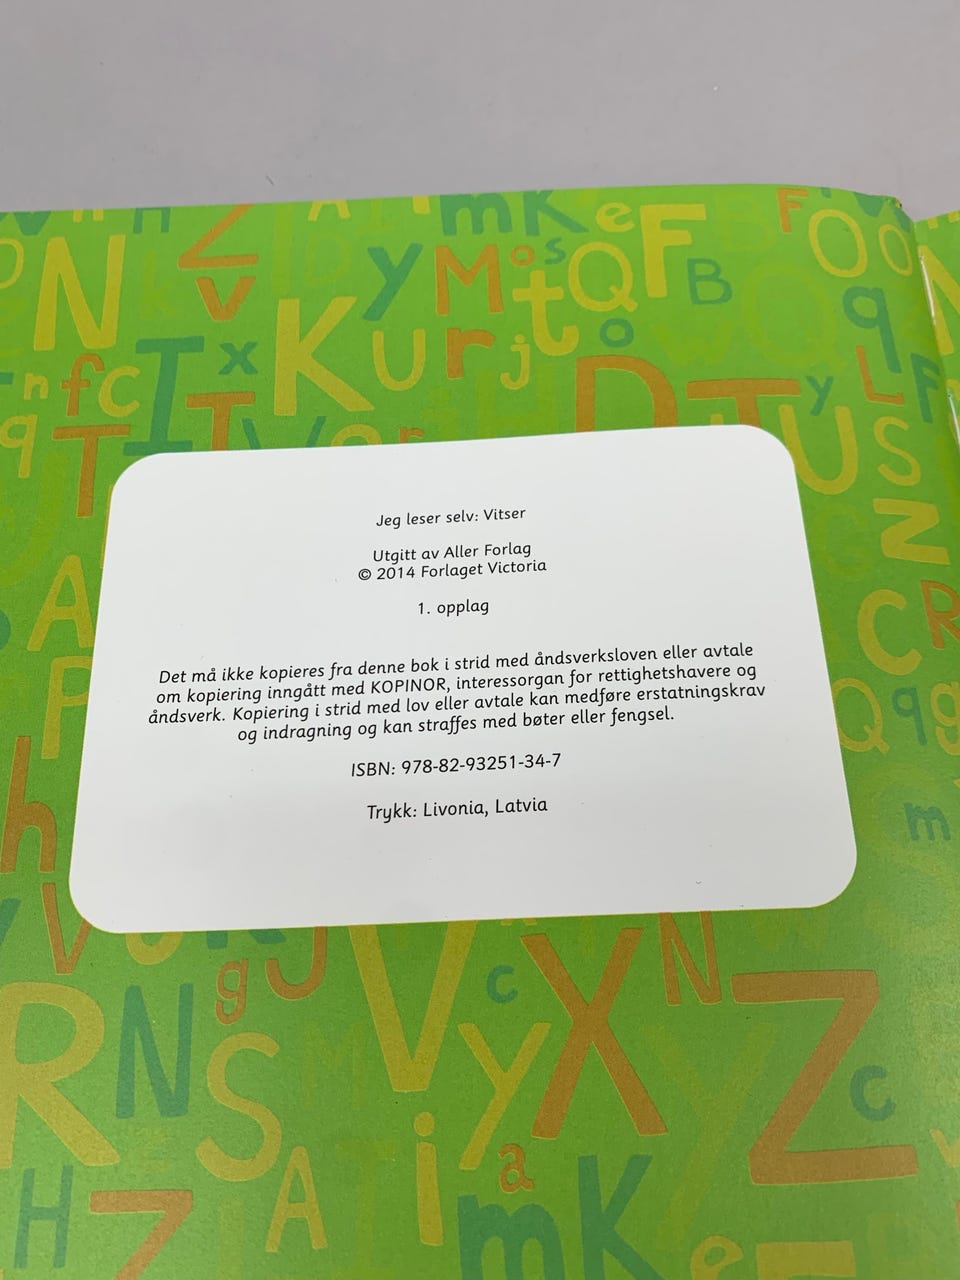 Jeg leser selv: Vitser
Utgitt av Aller Forlag
© 2014 Forlaget Victoria
1. opplag
Det må ikke kopieres fra denne bok i strid med åndsverksloven eller avtale
om kopiering inngått med KOPINOR, interessorgan for rettighetshavere og
åndsverk. Kopiering i strid med lov eller avtale kan medføre erstatningskrav
og indragning og kan straffes med bøter eller fengsel.
ISBN: 978-82-93251-34-7
Trykk: Livonia, Latvia